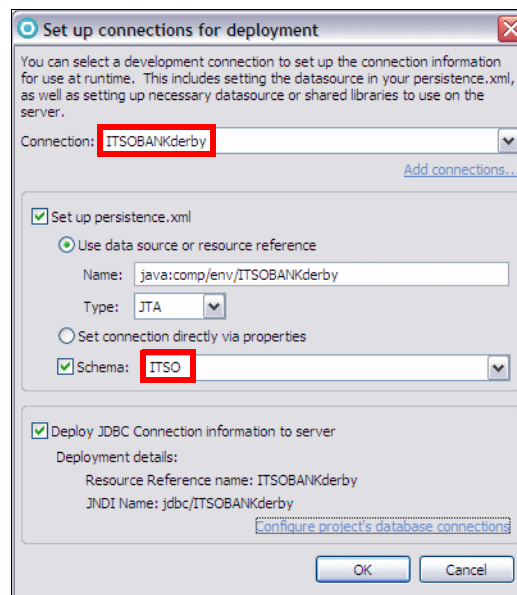 Set up connections for deployment
You can select a development connection to set up the connection information
for use at runtime. This includes setting the datasource in your persistence.xml,
as well as setting up necessary datasource or shared libraries to use on the
server.
Connection: ITSOBANKderby
Add connections...
Set up persistence.xml
Use data source or resource reference
Name: java:comp/env/ITSOBANKderby
Type: JTA
Set connection directly via properties
Schema: ITSO
Deploy JDBC Connection information to server
Deployment details:
Resource Reference name: ITSOBANKderby
JNDI Name: jdbc/ITSOBANKderby
Configure project's database connections
OK Cancel